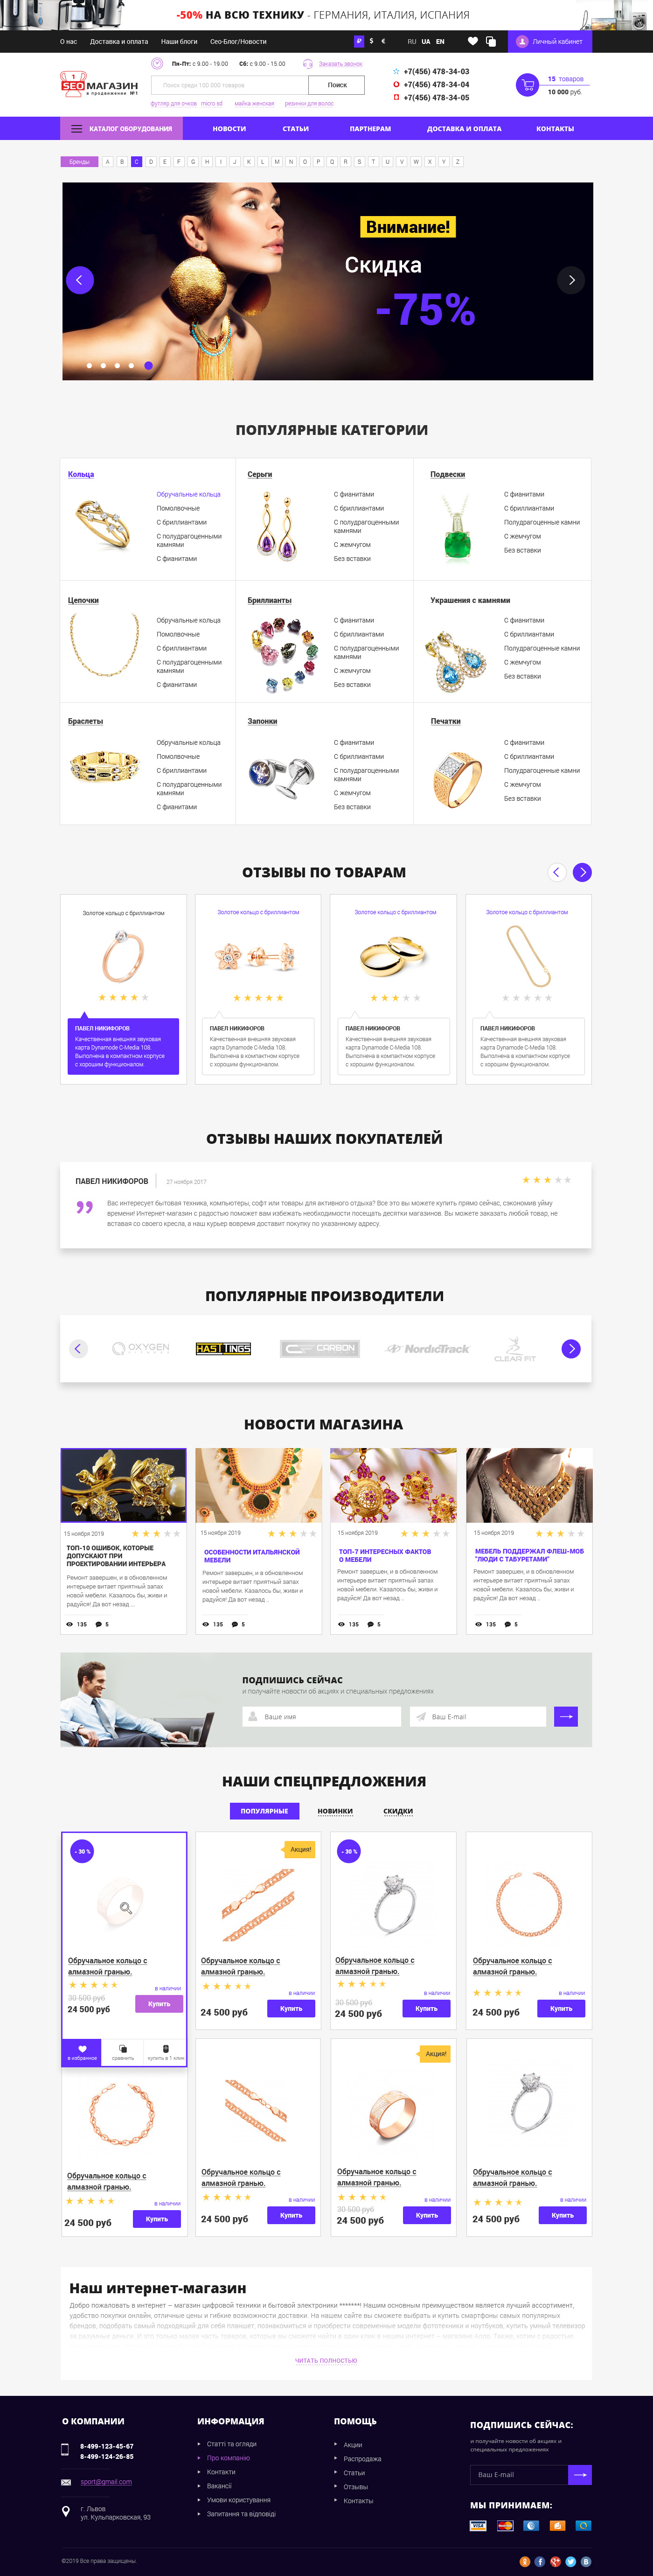 -50% НА ВСЮ ТЕХНИКУ - ГЕРМАНИЯ, ИТАЛИЯ, ИСПАНИЯ
О нас Доставка и оплата Наши блоги Сео-Блог/Новости ₽ $ € RU UA EN Личный кабинет
Пн-Пт: с 9.00 - 19.00 Сб: с 9.00 - 15.00 Заказать звонок
1 SEO МАГАЗИН
в продвижении №1
Поиск среди 100 000 товаров Поиск
футляр для очков micro sd майка женская резинки для волос
+7(456) 478-34-03
+7(456) 478-34-04
+7(456) 478-34-05
15 товаров
10 000 руб.
КАТАЛОГ ОБОРУДОВАНИЯ НОВОСТИ СТАТЬИ ПАРТНЕРАМ ДОСТАВКА И ОПЛАТА КОНТАКТЫ
Бренды A B C D E F G H I J K L M N O P Q R S T U V W X Y Z
Внимание!
Скидка
-75%
ПОПУЛЯРНЫЕ КАТЕГОРИИ
Кольца
Обручальные кольца
Помолвочные
С бриллиантами
С полудрагоценными
камнями
С фианитами
Серьги
С фианитами
С бриллиантами
С полудрагоценными
камнями
С жемчугом
Без вставки
Подвески
С фианитами
С бриллиантами
Полудрагоценные камни
С жемчугом
Без вставки
Цепочки
Обручальные кольца
Помолвочные
С бриллиантами
С полудрагоценными
камнями
С фианитами
Бриллианты
С фианитами
С бриллиантами
С полудрагоценными
камнями
С жемчугом
Без вставки
Украшения с камнями
С фианитами
С бриллиантами
Полудрагоценные камни
С жемчугом
Без вставки
Браслеты
Обручальные кольца
Помолвочные
С бриллиантами
С полудрагоценными
камнями
С фианитами
Запонки
С фианитами
С бриллиантами
С полудрагоценными
камнями
С жемчугом
Без вставки
Печатки
С фианитами
С бриллиантами
Полудрагоценные камни
С жемчугом
Без вставки
ОТЗЫВЫ ПО ТОВАРАМ
Золотое кольцо с бриллиантом
ПАВЕЛ НИКИФОРОВ
Качественная внешняя звуковая
карта Dynamode C-Media 108.
Выполнена в компактном корпусе
с хорошим функционалом.
Золотое кольцо с бриллиантом
ПАВЕЛ НИКИФОРОВ
Качественная внешняя звуковая
карта Dynamode C-Media 108.
Выполнена в компактном корпусе
с хорошим функционалом.
Золотое кольцо с бриллиантом
ПАВЕЛ НИКИФОРОВ
Качественная внешняя звуковая
карта Dynamode C-Media 108.
Выполнена в компактном корпусе
с хорошим функционалом.
Золотое кольцо с бриллиантом
ПАВЕЛ НИКИФОРОВ
Качественная внешняя звуковая
карта Dynamode C-Media 108.
Выполнена в компактном корпусе
с хорошим функционалом.
ОТЗЫВЫ НАШИХ ПОКУПАТЕЛЕЙ
ПАВЕЛ НИКИФОРОВ 27 ноября 2017
Вас интересует бытовая техника, компьютеры, софт или товары для активного отдыха? Все это вы можете купить прямо сейчас, сэкономив уйму
времени! Интернет-магазин с радостью поможет вам избежать необходимости посещать десятки магазинов. Вы можете заказать любой товар, не
вставая со своего кресла, а наш курьер вовремя доставит покупку по указанному адресу.
ПОПУЛЯРНЫЕ ПРОИЗВОДИТЕЛИ
OXYGEN HASTTINGS CARBON NordicTrack CLEAR FIT
НОВОСТИ МАГАЗИНА
15 ноября 2019
ТОП-10 ОШИБОК, КОТОРЫЕ
ДОПУСКАЮТ ПРИ
ПРОЕКТИРОВАНИИ ИНТЕРЬЕРА
Ремонт завершен, и в обновленном
интерьере витает приятный запах
новой мебели. Казалось бы, живи и
радуйся! Да вот незад ...
135 5
15 ноября 2019
ОСОБЕННОСТИ ИТАЛЬЯНСКОЙ
МЕБЕЛИ
Ремонт завершен, и в обновленном
интерьере витает приятный запах
новой мебели. Казалось бы, живи и
радуйся! Да вот незад ..
135 5
15 ноября 2019
ТОП-7 ИНТЕРЕСНЫХ ФАКТОВ
О МЕБЕЛИ
Ремонт завершен, и в обновленном
интерьере витает приятный запах
новой мебели. Казалось бы, живи и
радуйся! Да вот незад ..
135 5
15 ноября 2019
МЕБЕЛЬ ПОДДЕРЖАЛ ФЛЕШ-МОБ
"ЛЮДИ С ТАБУРЕТАМИ"
Ремонт завершен, и в обновленном
интерьере витает приятный запах
новой мебели. Казалось бы, живи и
радуйся! Да вот незад ..
135 5
ПОДПИШИСЬ СЕЙЧАС
и получайте новости об акциях и специальных предложениях
Ваше имя Ваш E-mail
НАШИ СПЕЦПРЕДЛОЖЕНИЯ
ПОПУЛЯРНЫЕ НОВИНКИ СКИДКИ
- 30 %
Обручальное кольцо с
алмазной гранью.
в наличии
30 500 руб
24 500 руб Купить
в избранное сравнить купить в 1 клик
Акция!
Обручальное кольцо с
алмазной гранью.
в наличии
24 500 руб Купить
- 30 %
Обручальное кольцо с
алмазной гранью.
в наличии
30 500 руб
24 500 руб Купить
Обручальное кольцо с
алмазной гранью.
в наличии
24 500 руб Купить
Обручальное кольцо с
алмазной гранью.
в наличии
24 500 руб Купить
Обручальное кольцо с
алмазной гранью.
в наличии
24 500 руб Купить
Акция!
Обручальное кольцо с
алмазной гранью.
в наличии
30 500 руб
24 500 руб Купить
Обручальное кольцо с
алмазной гранью.
в наличии
24 500 руб Купить
Наш интернет-магазин
Добро пожаловать в интернет – магазин цифровой техники и бытовой электроники *******! Нашим основным преимуществом является лучший ассортимент,
удобство покупки онлайн, отличные цены и гибкие возможности доставки. На нашем сайте вы сможете выбрать и купить смартфоны самых популярных
брендов, подобрать самый подходящий для себя планшет, познакомиться и приобрести современные модели фототехники и ноутбуков, купить умный телевизор
ЧИТАТЬ ПОЛНОСТЬЮ
О КОМПАНИИ
8-499-123-45-67
8-499-124-26-85
sport@gmail.com
г. Львов
ул. Кульпарковская, 93
ИНФОРМАЦИЯ
Статті та огляди
Про компанію
Контакти
Вакансії
Умови користування
Запитання та відповіді
ПОМОЩЬ
Акции
Распродажа
Статьи
Отзывы
Контакты
ПОДПИШИСЬ СЕЙЧАС:
и получайте новости об акциях и
специальных предложениях
Ваш E-mail
МЫ ПРИНИМАЕМ:
VISA MasterCard
©2019 Все права защищены.